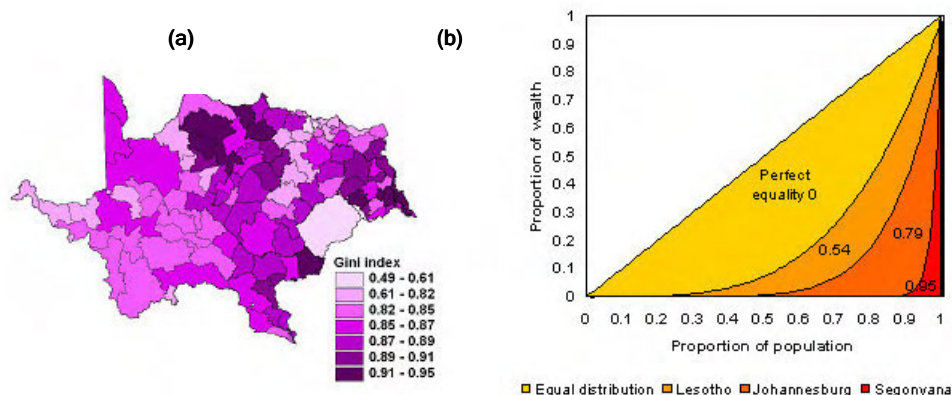 (a)
Gini index
0.49 - 0.61
0.61 - 0.82
0.82 - 0.85
0.85 - 0.87
0.87 - 0.89
0.89 - 0.91
0.91 - 0.95
(b)
Proportion of wealth
1
0.9
0.8
0.7
0.6
0.5
0.4
0.3
0.2
0.1
0
Perfect
equality 0
0.54
0.79
0.95
0 0.1 0.2 0.3 0.4 0.5 0.6 0.7 0.8 0.9 1
Proportion of population
Equal distribution Lesotho Johannesburg Segonyana